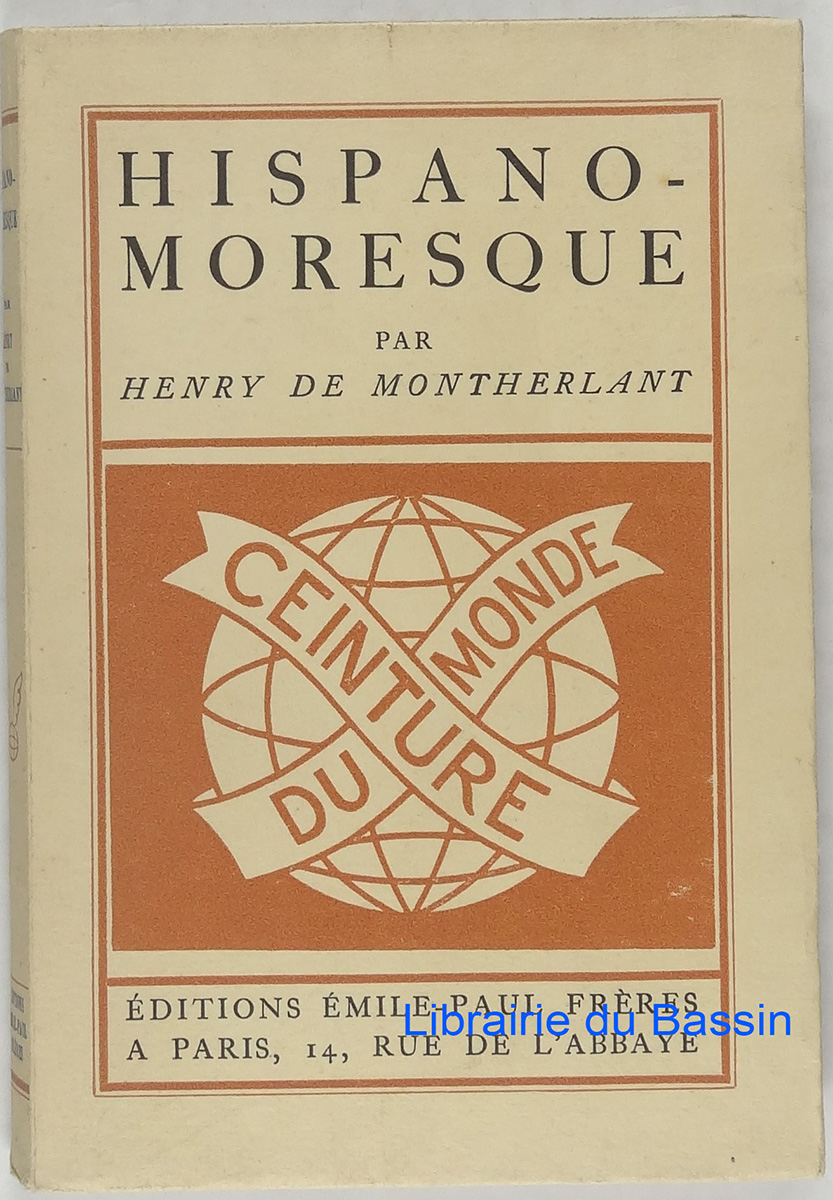 HISPANO-
MORESQUE
PAR
HENRY DE MONTHERLANT
CEINTURE
DU MONDE
ÉDITIONS ÉMILE-PAUL FRÈRES
A PARIS, 14, RUE DE L'ABBAYE
Librairie du Bassin